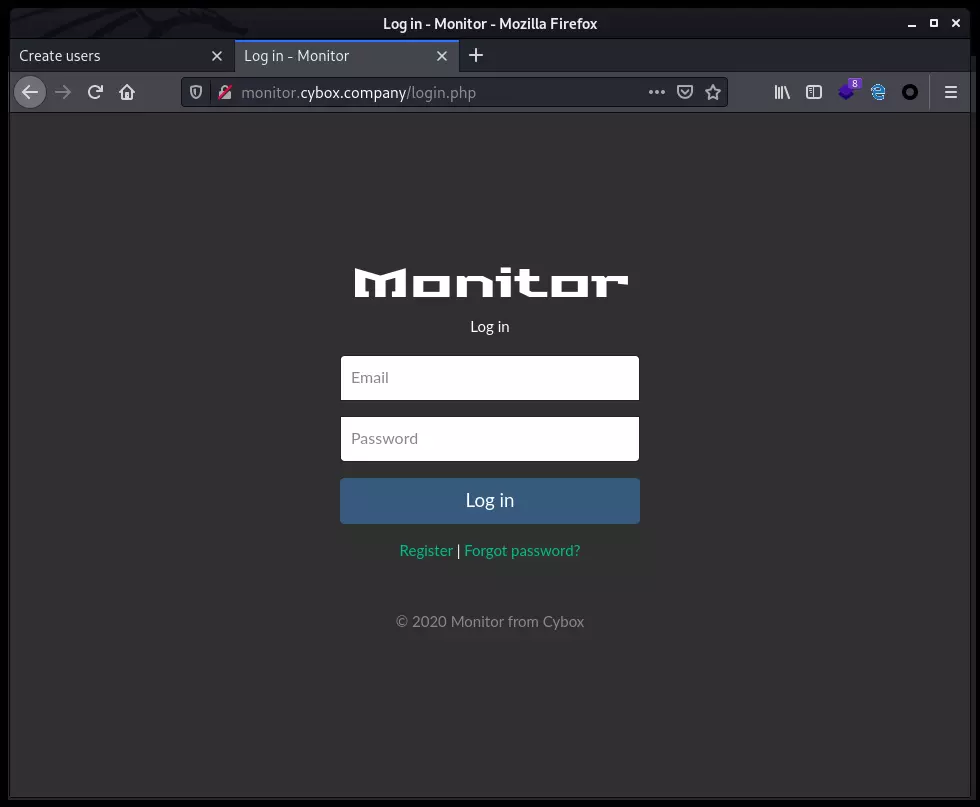 Log in - Monitor - Mozilla Firefox
Create users
Log in - Monitor
monitor.cybox.company/login.php
8
Monitor
Log in
Email
Password
Log in
Register | Forgot password?
© 2020 Monitor from Cybox